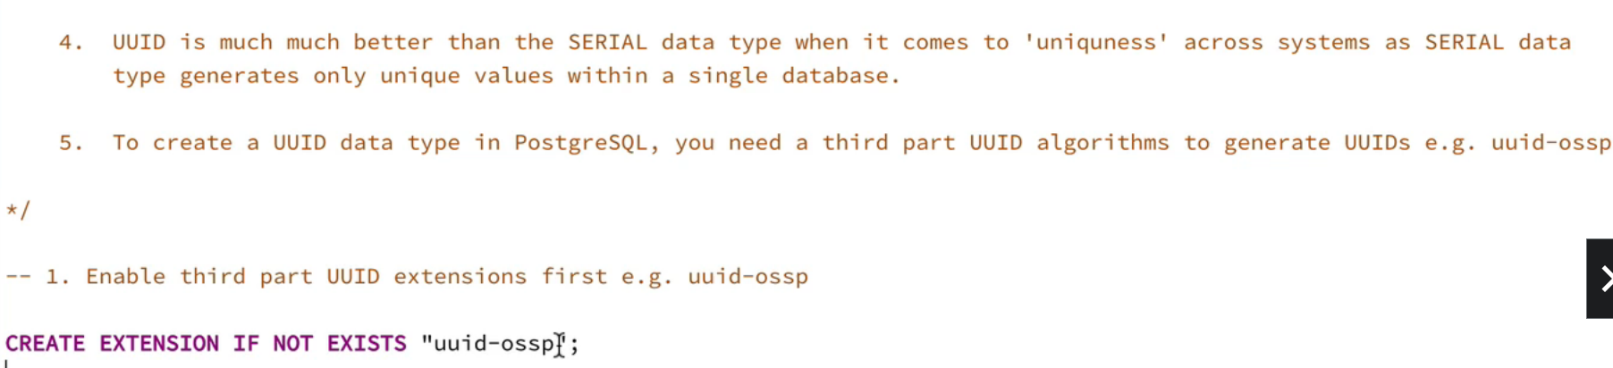 4. UUID is much much better than the SERIAL data type when it comes to 'uniquness' across systems as SERIAL data
type generates only unique values within a single database.
5. To create a UUID data type in PostgreSQL, you need a third part UUID algorithms to generate UUIDs e.g. uuid-ossp
*/
-- 1. Enable third part UUID extensions first e.g. uuid-ossp
CREATE EXTENSION IF NOT EXISTS "uuid-ossp";